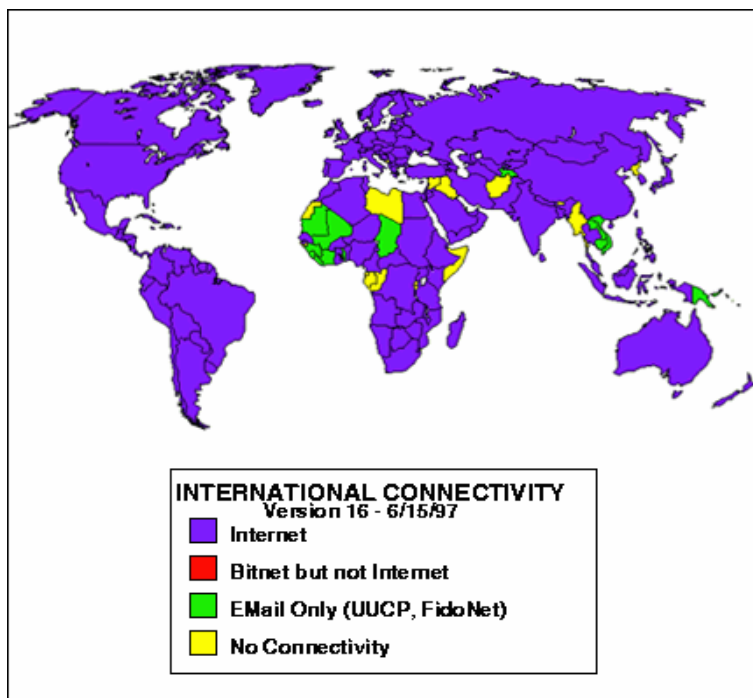 INTERNATIONAL CONNECTIVITY
Version 16 - 6/15/97
Internet
Bitnet but not Internet
EMail Only (UUCP, FidoNet)
No Connectivity